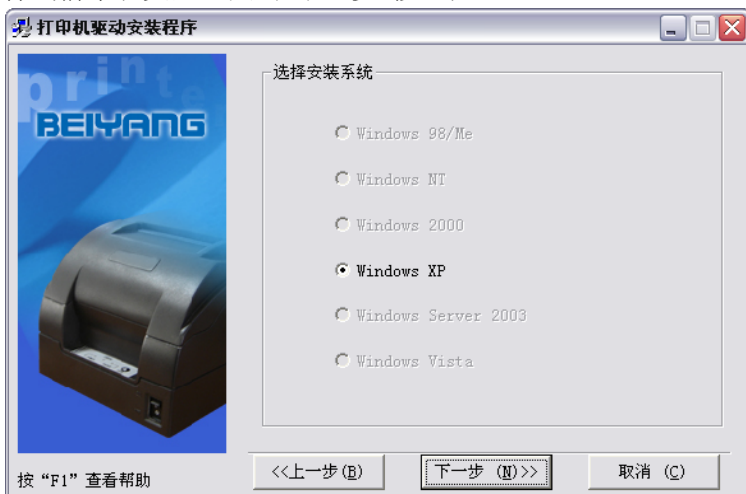 打印机驱动安装程序
printe
BEIYANG
选择安装系统
Windows 98/Me
Windows NT
Windows 2000
Windows XP
Windows Server 2003
Windows Vista
按“F1”查看帮助
<<上一步(B)
下一步 (N)>>
取消 (C)